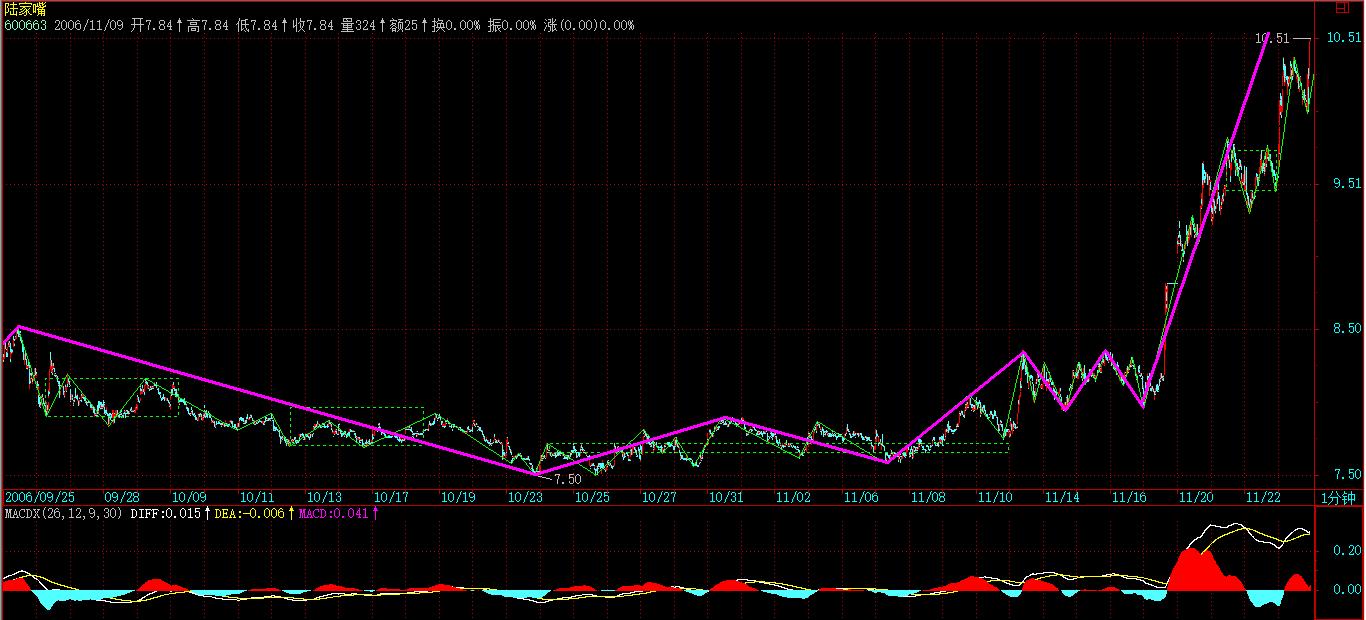 陆家嘴
600663 2006/11/09 开7.84↑高7.84 低7.84↑收7.84 量324↑额25↑换0.00% 振0.00% 涨(0.00)0.00%
日
10.51 10.51
9.51
8.50
7.50 7.50
2006/09/25 09/28 10/09 10/11 10/13 10/17 10/19 10/23 10/25 10/27 10/31 11/02 11/06 11/08 11/10 11/14 11/16 11/20 11/22 1分钟
MACDX(26,12,9,30) DIFF:0.015↑DEA:-0.006↑MACD:0.041↑
0.20
0.00